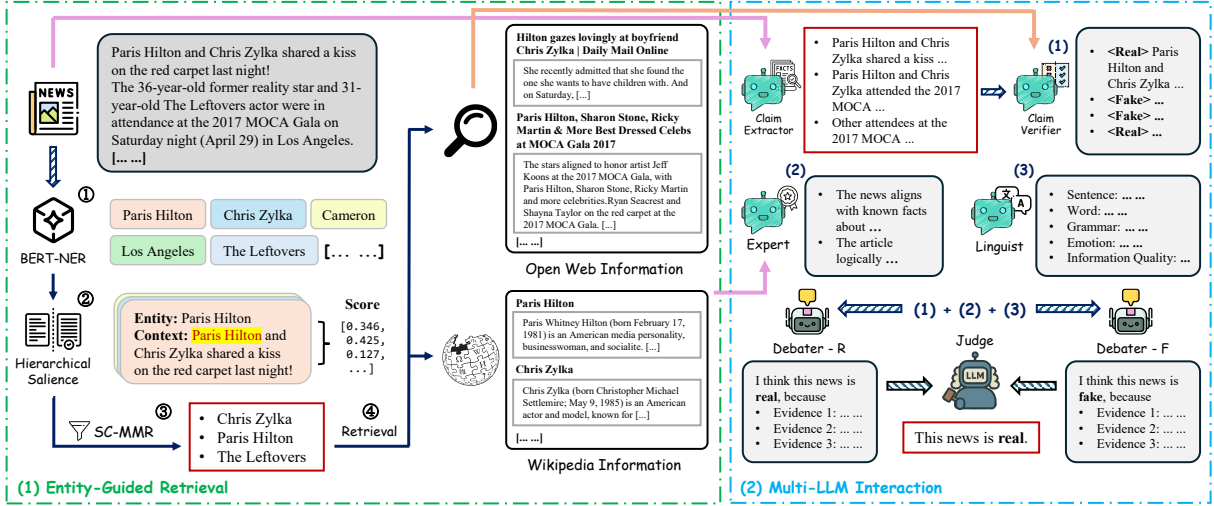 NEWS
Paris Hilton and Chris Zylka shared a kiss
on the red carpet last night!
The 36-year-old former reality star and 31-
year-old The Leftovers actor were in
attendance at the 2017 MOCA Gala on
Saturday night (April 29) in Los Angeles.
[... ...]
①
BERT-NER
Paris Hilton
Chris Zylka
Cameron
Los Angeles
The Leftovers
[... ...]
②
Hierarchical
Salience
Entity: Paris Hilton
Context: Paris Hilton and
Chris Zylka shared a kiss
on the red carpet last night!
Score
[0.346,
0.425,
0.127,
...]
③
SC-MMR
• Chris Zylka
• Paris Hilton
• The Leftovers
④
Retrieval
Hilton gazes lovingly at boyfriend
Chris Zylka | Daily Mail Online
She recently admitted that she found the
one she wants to have children with. And
on Saturday, [...]
Paris Hilton, Sharon Stone, Ricky
Martin & More Best Dressed Celebs
at MOCA Gala 2017
The stars aligned to honor artist Jeff
Koons at the 2017 MOCA Gala, with
Paris Hilton, Sharon Stone, Ricky Martin
and more celebrities.Ryan Seacrest and
Shayna Taylor on the red carpet at the
2017 MOCA Gala. [...]
[... ...]
Open Web Information
Paris Hilton
Paris Whitney Hilton (born February 17,
1981) is an American media personality,
businesswoman, and socialite. [...]
Chris Zylka
Chris Zylka (born Christopher Michael
Settlemire; May 9, 1985) is an American
actor and model, known for [...]
[... ...]
Wikipedia Information
(1) Entity-Guided Retrieval
FACTS
Claim
Extractor
• Paris Hilton and Chris
Zylka shared a kiss ...
• Paris Hilton and Chris
Zylka attended the 2017
MOCA ...
• Other attendees at the
2017 MOCA ...
(1)
Claim
Verifier
• <Real> Paris
Hilton and
Chris Zylka ...
• <Fake> ...
• <Fake> ...
• <Real> ...
(2)
Expert
• The news aligns
with known facts
about ...
• The article
logically ...
(3)
文 A
Linguist
• Sentence: ... ...
• Word: ... ...
• Grammar: ... ...
• Emotion: ... ...
• Information Quality: ...
(1) + (2) + (3)
Debater - R
Judge
Debater - F
LLM
I think this news is
real, because
• Evidence 1: ... ...
• Evidence 2: ... ...
• Evidence 3: ... ...
I think this news is
fake, because
• Evidence 1: ... ...
• Evidence 2: ... ...
• Evidence 3: ... ...
This news is real.
(2) Multi-LLM Interaction